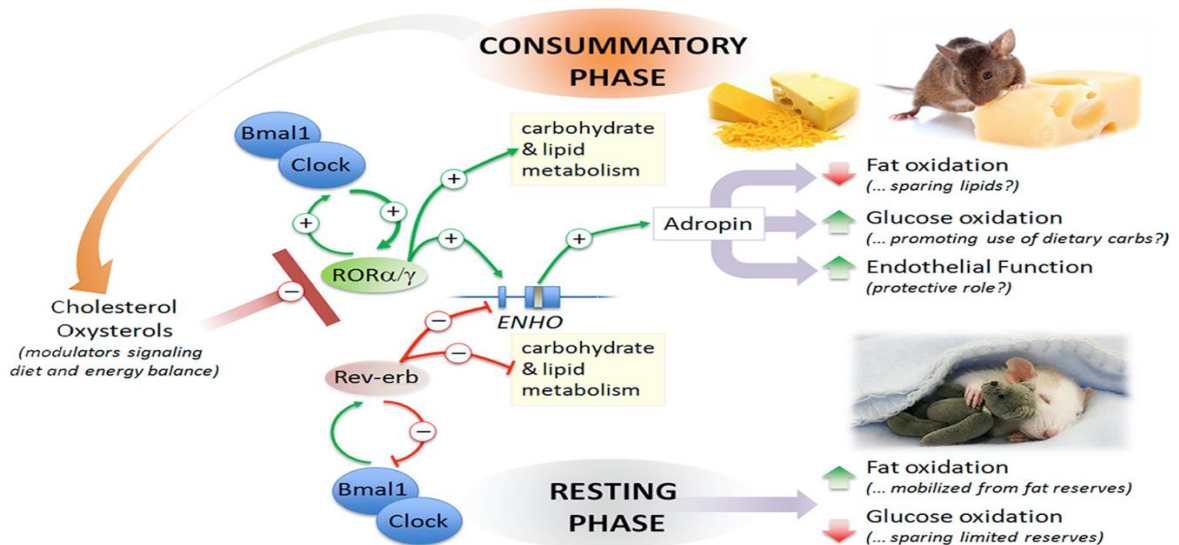 CONSUMMATORY
PHASE
Bmal1
Clock
carbohydrate
& lipid
metabolism
+
+
+
+
+
RORα/γ
Adropin
Fat oxidation
(... sparing lipids?)
Glucose oxidation
(... promoting use of dietary carbs?)
Endothelial Function
(protective role?)
Cholesterol
Oxysterols
(modulators signaling
diet and energy balance)
−
ENHO
−
−
carbohydrate
& lipid
metabolism
Rev-erb
−
Bmal1
Clock
RESTING
PHASE
Fat oxidation
(... mobilized from fat reserves)
Glucose oxidation
(... sparing limited reserves)